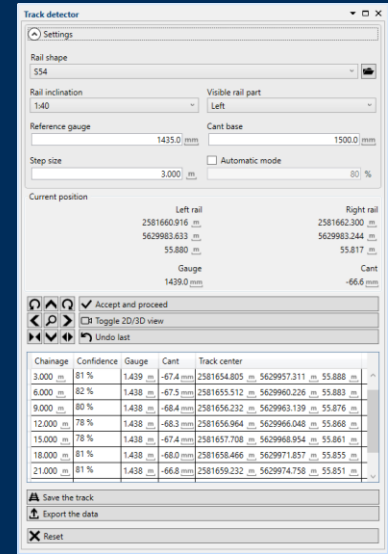 Track detector
Settings
Rail shape
S54
Rail inclination Visible rail part
1:40 Left
Reference gauge Cant base
1435.0 mm 1500.0 mm
Step size Automatic mode
3.000 m 80 %
Current position
Left rail Right rail
2581660.916 m 2581662.300 m
5629983.633 m 5629983.244 m
55.880 m 55.817 m
Gauge Cant
1439.0 mm -66.6 mm
Accept and proceed
Toggle 2D/3D view
Undo last
Chainage Confidence Gauge Cant Track center
3.000 m 81 % 1.439 m -67.4 mm 2581654.805 m 5629957.311 m 55.888 m
6.000 m 82 % 1.438 m -67.5 mm 2581655.512 m 5629960.226 m 55.883 m
9.000 m 80 % 1.438 m -68.4 mm 2581656.232 m 5629963.139 m 55.876 m
12.000 m 78 % 1.438 m -68.3 mm 2581656.964 m 5629966.048 m 55.868 m
15.000 m 78 % 1.438 m -67.4 mm 2581657.708 m 5629968.954 m 55.861 m
18.000 m 81 % 1.438 m -68.0 mm 2581658.466 m 5629971.857 m 55.855 m
21.000 m 81 % 1.438 m -66.8 mm 2581659.232 m 5629974.758 m 55.851 m
Save the track
Export the data
Reset